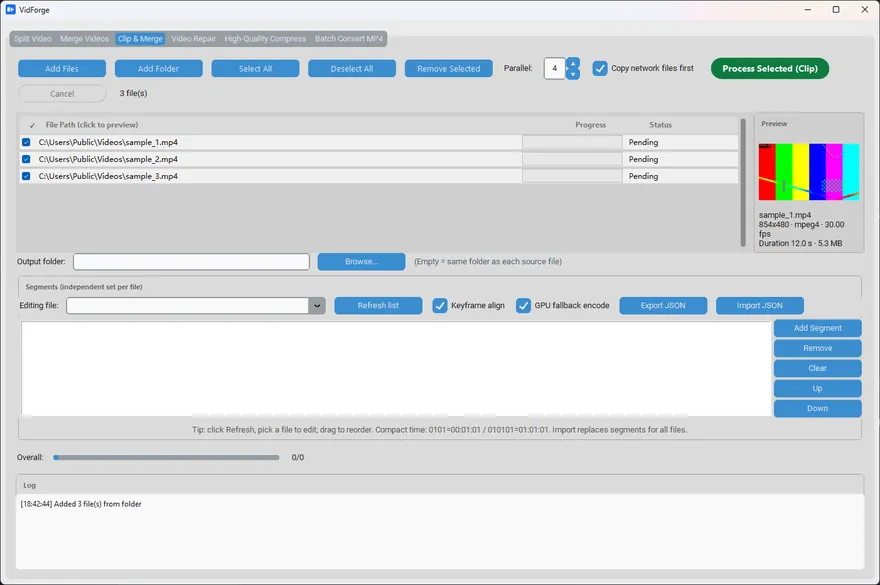 VidForge
Split Video Merge Videos Clip & Merge Video Repair High-Quality Compress Batch Convert MP4
Add Files Add Folder Select All Deselect All Remove Selected Parallel: 4 Copy network files first Process Selected (Clip)
Cancel 3 file(s)
✓ File Path (click to preview) Progress Status
C:\Users\Public\Videos\sample_1.mp4 Pending
C:\Users\Public\Videos\sample_2.mp4 Pending
C:\Users\Public\Videos\sample_3.mp4 Pending
Preview
sample_1.mp4
854x480 · mpeg4 · 30.00
fps
Duration 12.0 s · 5.3 MB
Output folder: Browse... (Empty = same folder as each source file)
Segments (independent set per file)
Editing file: Refresh list Keyframe align GPU fallback encode Export JSON Import JSON
Add Segment
Remove
Clear
Up
Down
Tip: click Refresh, pick a file to edit; drag to reorder. Compact time: 0101=00:01:01 / 010101=01:01:01. Import replaces segments for all files.
Overall: 0/0
Log
[18:42:44] Added 3 file(s) from folder